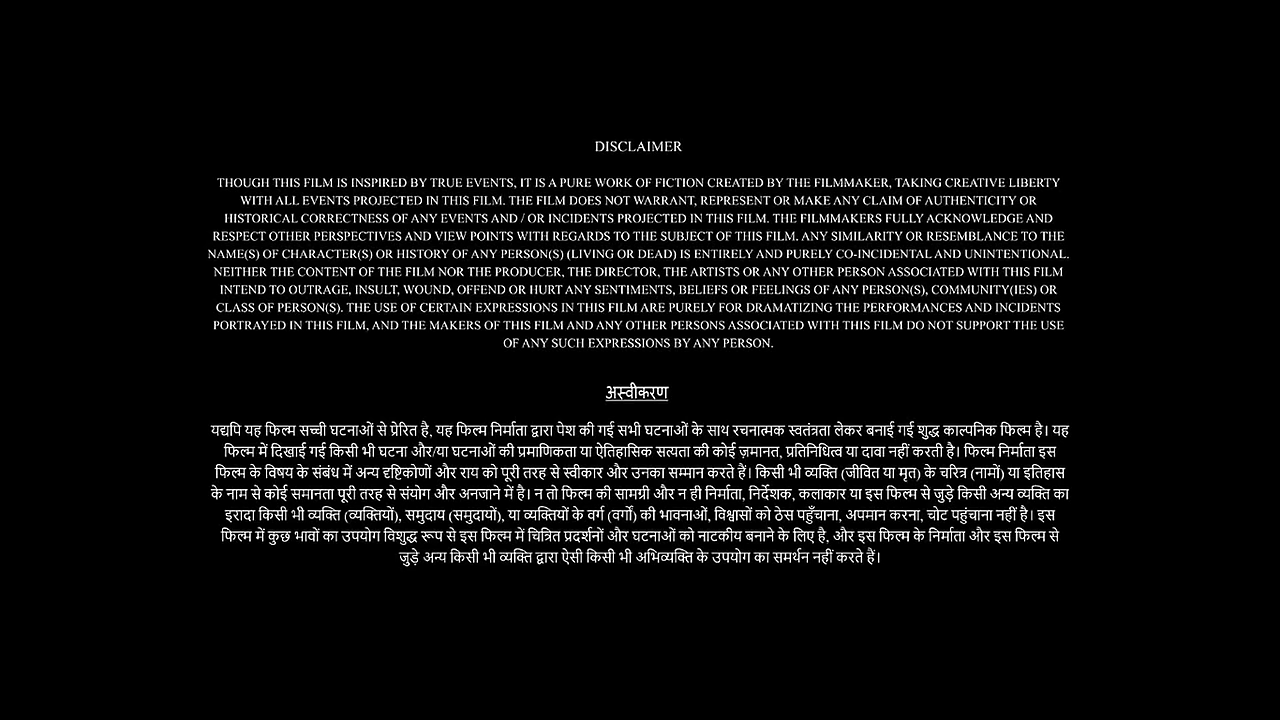 DISCLAIMER
THOUGH THIS FILM IS INSPIRED BY TRUE EVENTS, IT IS A PURE WORK OF FICTION CREATED BY THE FILMMAKER, TAKING CREATIVE LIBERTY
WITH ALL EVENTS PROJECTED IN THIS FILM. THE FILM DOES NOT WARRANT, REPRESENT OR MAKE ANY CLAIM OF AUTHENTICITY OR
HISTORICAL CORRECTNESS OF ANY EVENTS AND / OR INCIDENTS PROJECTED IN THIS FILM. THE FILMMAKERS FULLY ACKNOWLEDGE AND
RESPECT OTHER PERSPECTIVES AND VIEW POINTS WITH REGARDS TO THE SUBJECT OF THIS FILM. ANY SIMILARITY OR RESEMBLANCE TO THE
NAME(S) OF CHARACTER(S) OR HISTORY OF ANY PERSON(S) (LIVING OR DEAD) IS ENTIRELY AND PURELY CO-INCIDENTAL AND UNINTENTIONAL.
NEITHER THE CONTENT OF THE FILM NOR THE PRODUCER, THE DIRECTOR, THE ARTISTS OR ANY OTHER PERSON ASSOCIATED WITH THIS FILM
INTEND TO OUTRAGE, INSULT, WOUND, OFFEND OR HURT ANY SENTIMENTS, BELIEFS OR FEELINGS OF ANY PERSON(S), COMMUNITY(IES) OR
CLASS OF PERSON(S). THE USE OF CERTAIN EXPRESSIONS IN THIS FILM ARE PURELY FOR DRAMATIZING THE PERFORMANCES AND INCIDENTS
PORTRAYED IN THIS FILM, AND THE MAKERS OF THIS FILM AND ANY OTHER PERSONS ASSOCIATED WITH THIS FILM DO NOT SUPPORT THE USE
OF ANY SUCH EXPRESSIONS BY ANY PERSON.
अस्वीकरण
यद्यपि यह फिल्म सच्ची घटनाओं से प्रेरित है, यह फिल्म निर्माता द्वारा पेश की गई सभी घटनाओं के साथ रचनात्मक स्वतंत्रता लेकर बनाई गई शुद्ध काल्पनिक फिल्म है। यह
फिल्म में दिखाई गई किसी भी घटना और/या घटनाओं की प्रमाणिकता या ऐतिहासिक सत्यता की कोई ज़मानत, प्रतिनिधित्व या दावा नहीं करती है। फिल्म निर्माता इस
फिल्म के विषय के संबंध में अन्य दृष्टिकोणों और राय को पूरी तरह से स्वीकार और उनका सम्मान करते हैं। किसी भी व्यक्ति (जीवित या मृत) के चरित्र (नामों) या इतिहास
के नाम से कोई समानता पूरी तरह से संयोग और अनजाने में है। न तो फिल्म की सामग्री और न ही निर्माता, निर्देशक, कलाकार या इस फिल्म से जुड़े किसी अन्य व्यक्ति का
इरादा किसी भी व्यक्ति (व्यक्तियों), समुदाय (समुदायों), या व्यक्तियों के वर्ग (वर्गों) की भावनाओं, विश्वासों को ठेस पहुँचाना, अपमान करना, चोट पहुंचाना नहीं है। इस
फिल्म में कुछ भावों का उपयोग विशुद्ध रूप से इस फिल्म में चित्रित प्रदर्शनों और घटनाओं को नाटकीय बनाने के लिए है, और इस फिल्म के निर्माता और इस फिल्म से
जुड़े अन्य किसी भी व्यक्ति द्वारा ऐसी किसी भी अभिव्यक्ति के उपयोग का समर्थन नहीं करते हैं।